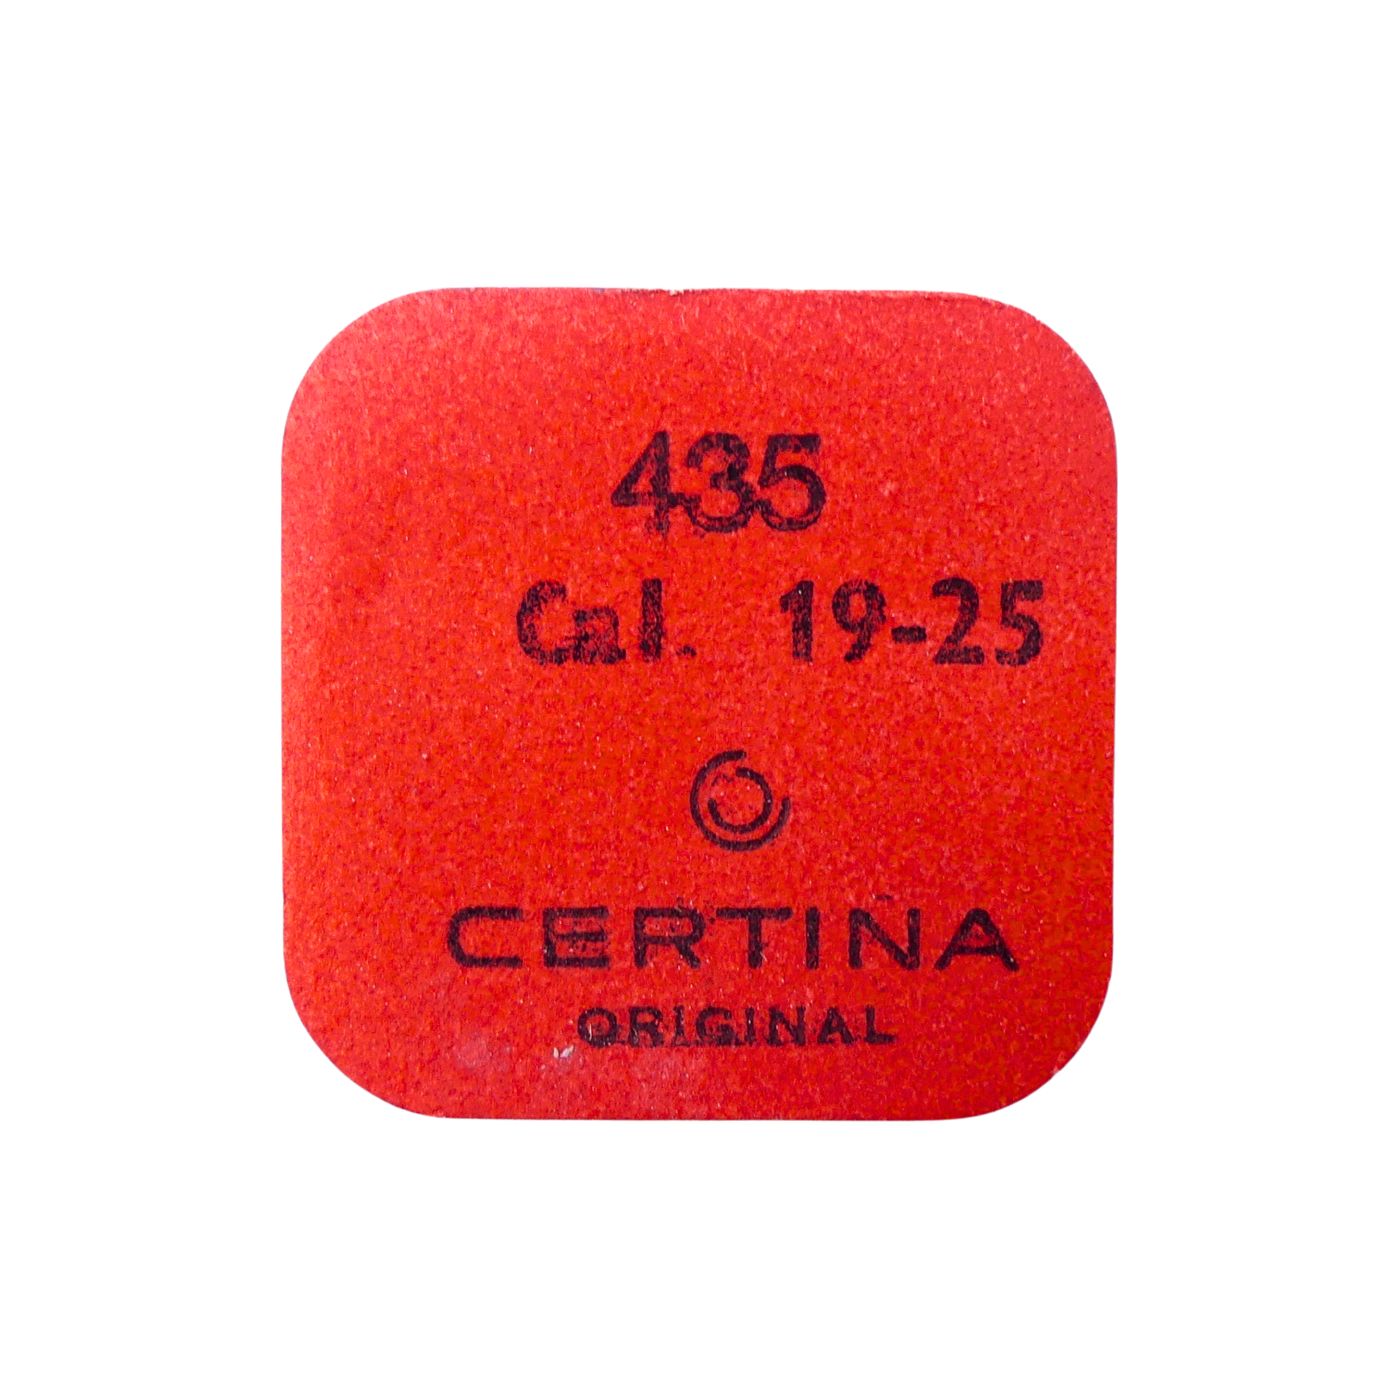 435
Cal. 19-25
CERTINA
ORIGINAL